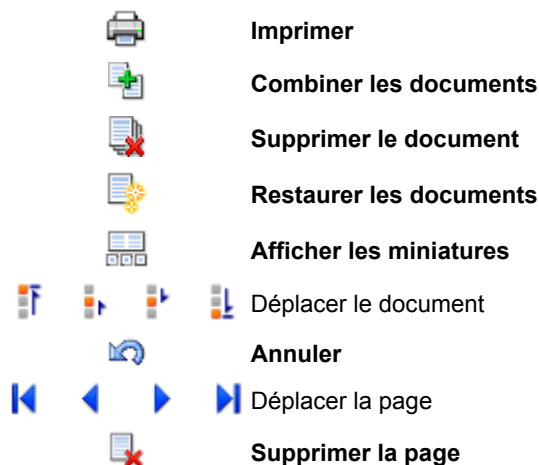 Imprimer
Combiner les documents
Supprimer le document
Restaurer les documents
Afficher les miniatures
Déplacer le document
Annuler
Déplacer la page
Supprimer la page